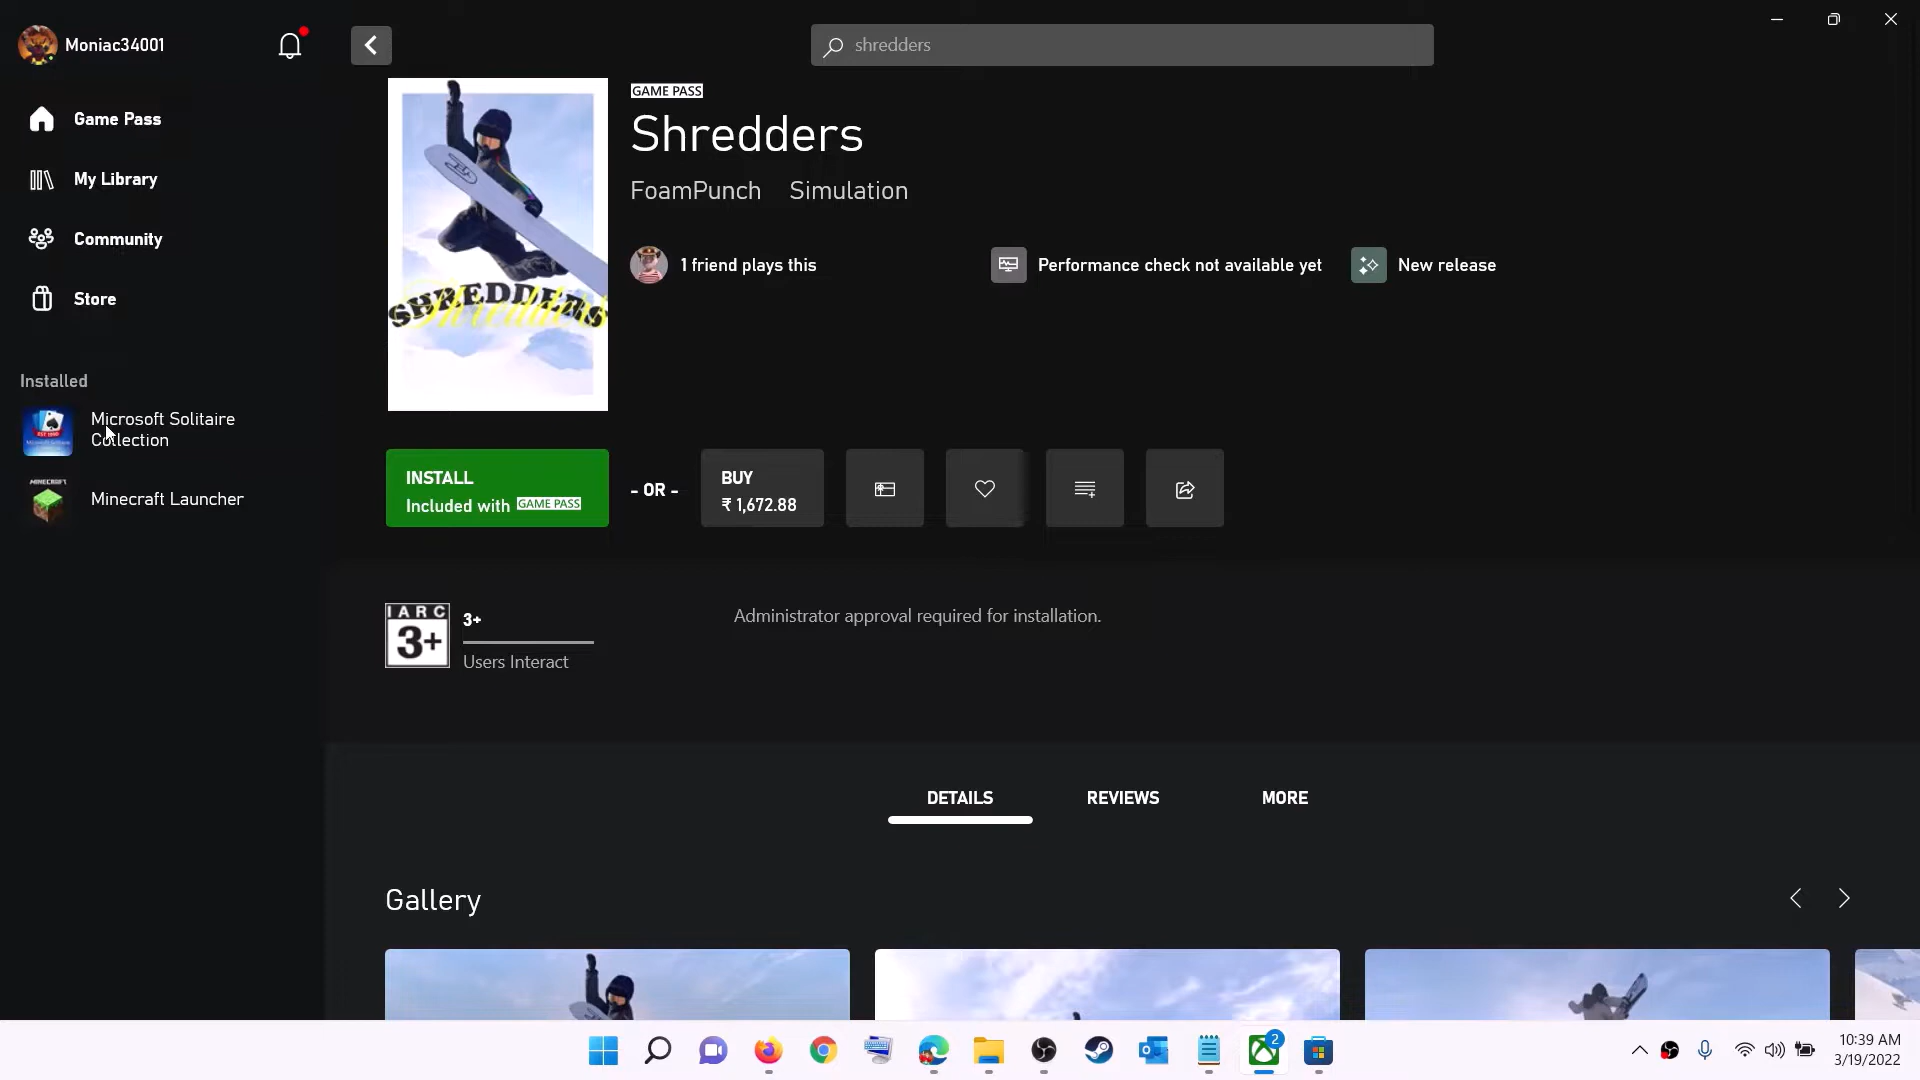 Moniac34001
shredders
Game Pass
My Library
Community
Store
Installed
Microsoft Solitaire
Collection
MINECRAFT
Minecraft Launcher
SHREDDERS
Shredders
GAME PASS
Shredders
FoamPunch Simulation
1 friend plays this
Performance check not available yet
New release
INSTALL
Included with GAME PASS
- OR -
BUY
₹ 1,672.88
IARC
3+
3+
Users Interact
Administrator approval required for installation.
DETAILS
REVIEWS
MORE
Gallery
2
10:39 AM
3/19/2022